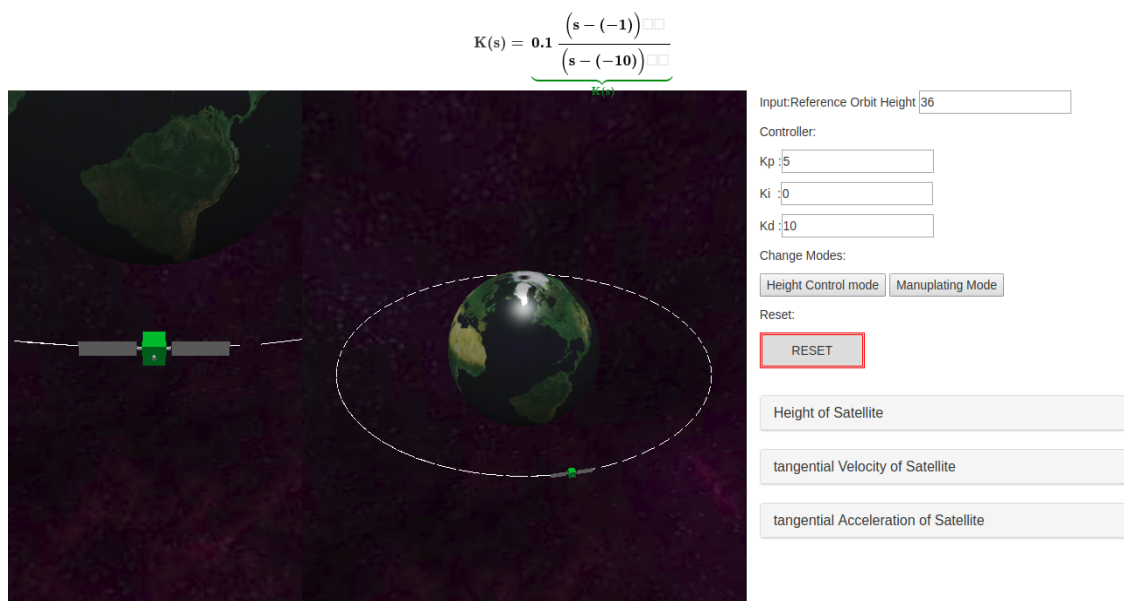 K(s) = 0.1 (s − (−1))□□ / (s − (−10))□□
K(s)
Input:Reference Orbit Height 36
Controller:
Kp :5
Ki :0
Kd :10
Change Modes:
Height Control mode Manuplating Mode
Reset:
RESET
Height of Satellite
tangential Velocity of Satellite
tangential Acceleration of Satellite